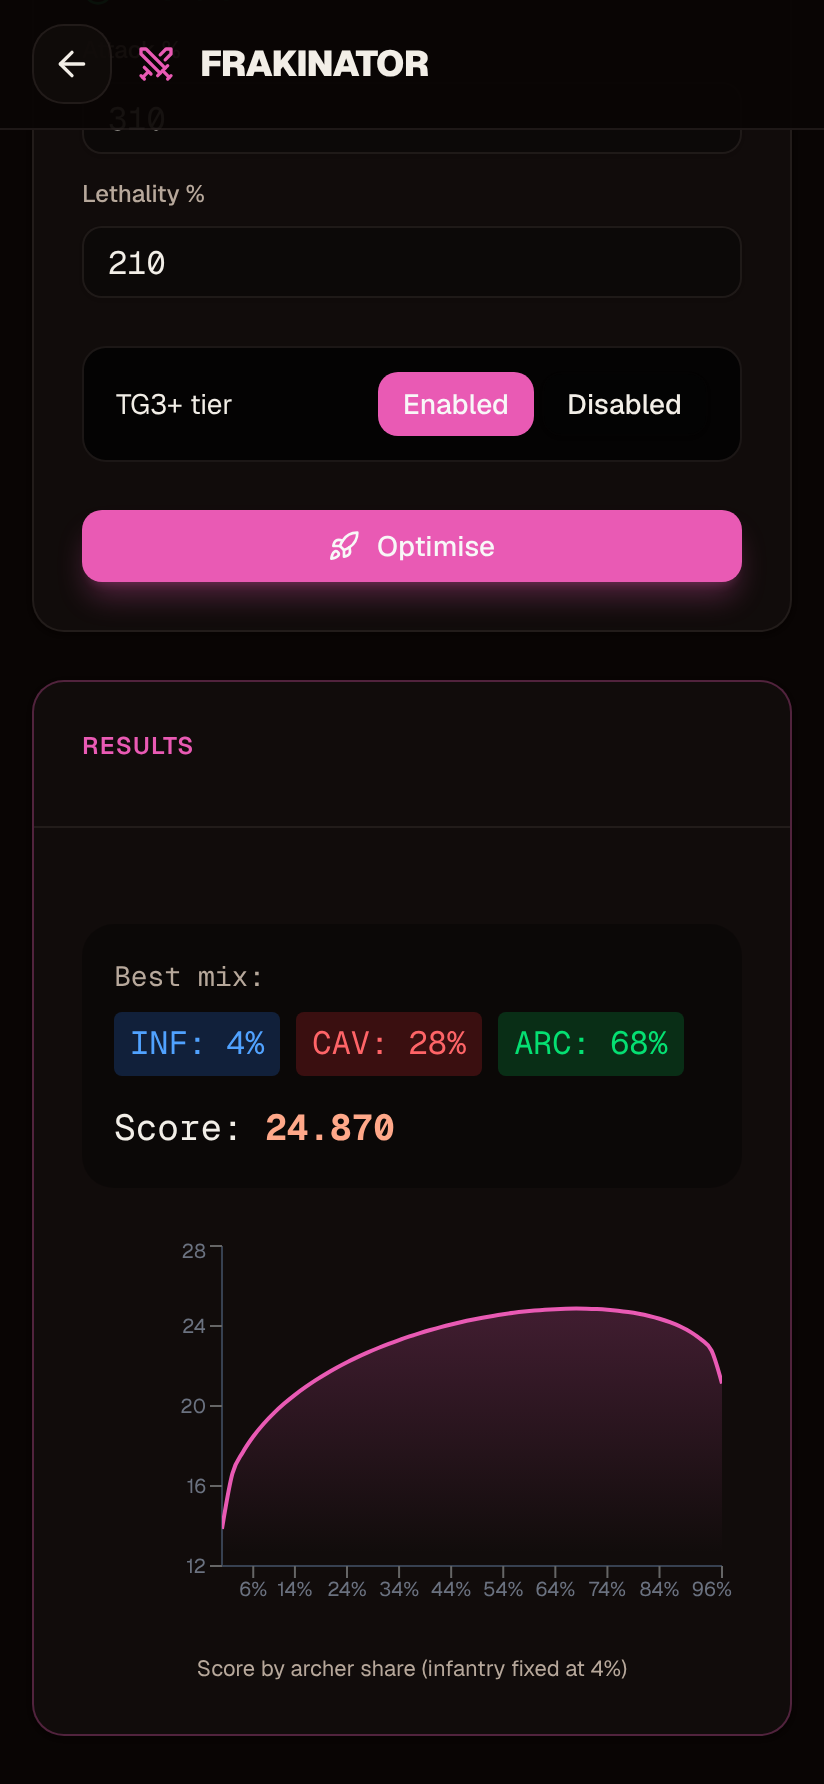 FRAKINATOR
310
Lethality %
210
TG3+ tier
Enabled
Disabled
Optimise
RESULTS
Best mix:
INF: 4% CAV: 28% ARC: 68%
Score: 24.870
28
24
20
16
12
6% 14% 24% 34% 44% 54% 64% 74% 84% 96%
Score by archer share (infantry fixed at 4%)